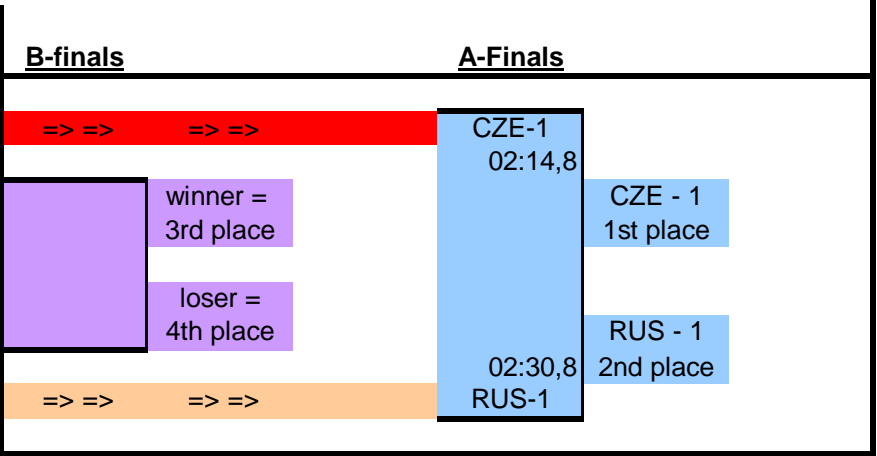 B-finals A-Finals
=> => => => CZE-1
02:14,8
winner = CZE - 1
3rd place 1st place
loser =
4th place RUS - 1
02:30,8 2nd place
=> => => => RUS-1